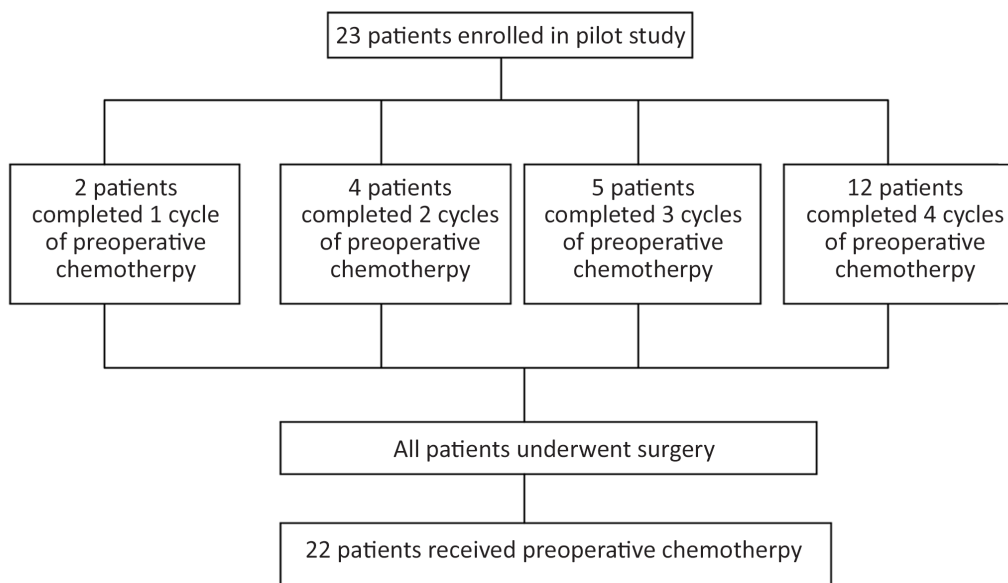 23 patients enrolled in pilot study
2 patients
completed 1 cycle
of preoperative
chemotherpy
4 patients
completed 2 cycles
of preoperative
chemotherpy
5 patients
completed 3 cycles
of preoperative
chemotherpy
12 patients
completed 4 cycles
of preoperative
chemotherpy
All patients underwent surgery
22 patients received preoperative chemotherpy